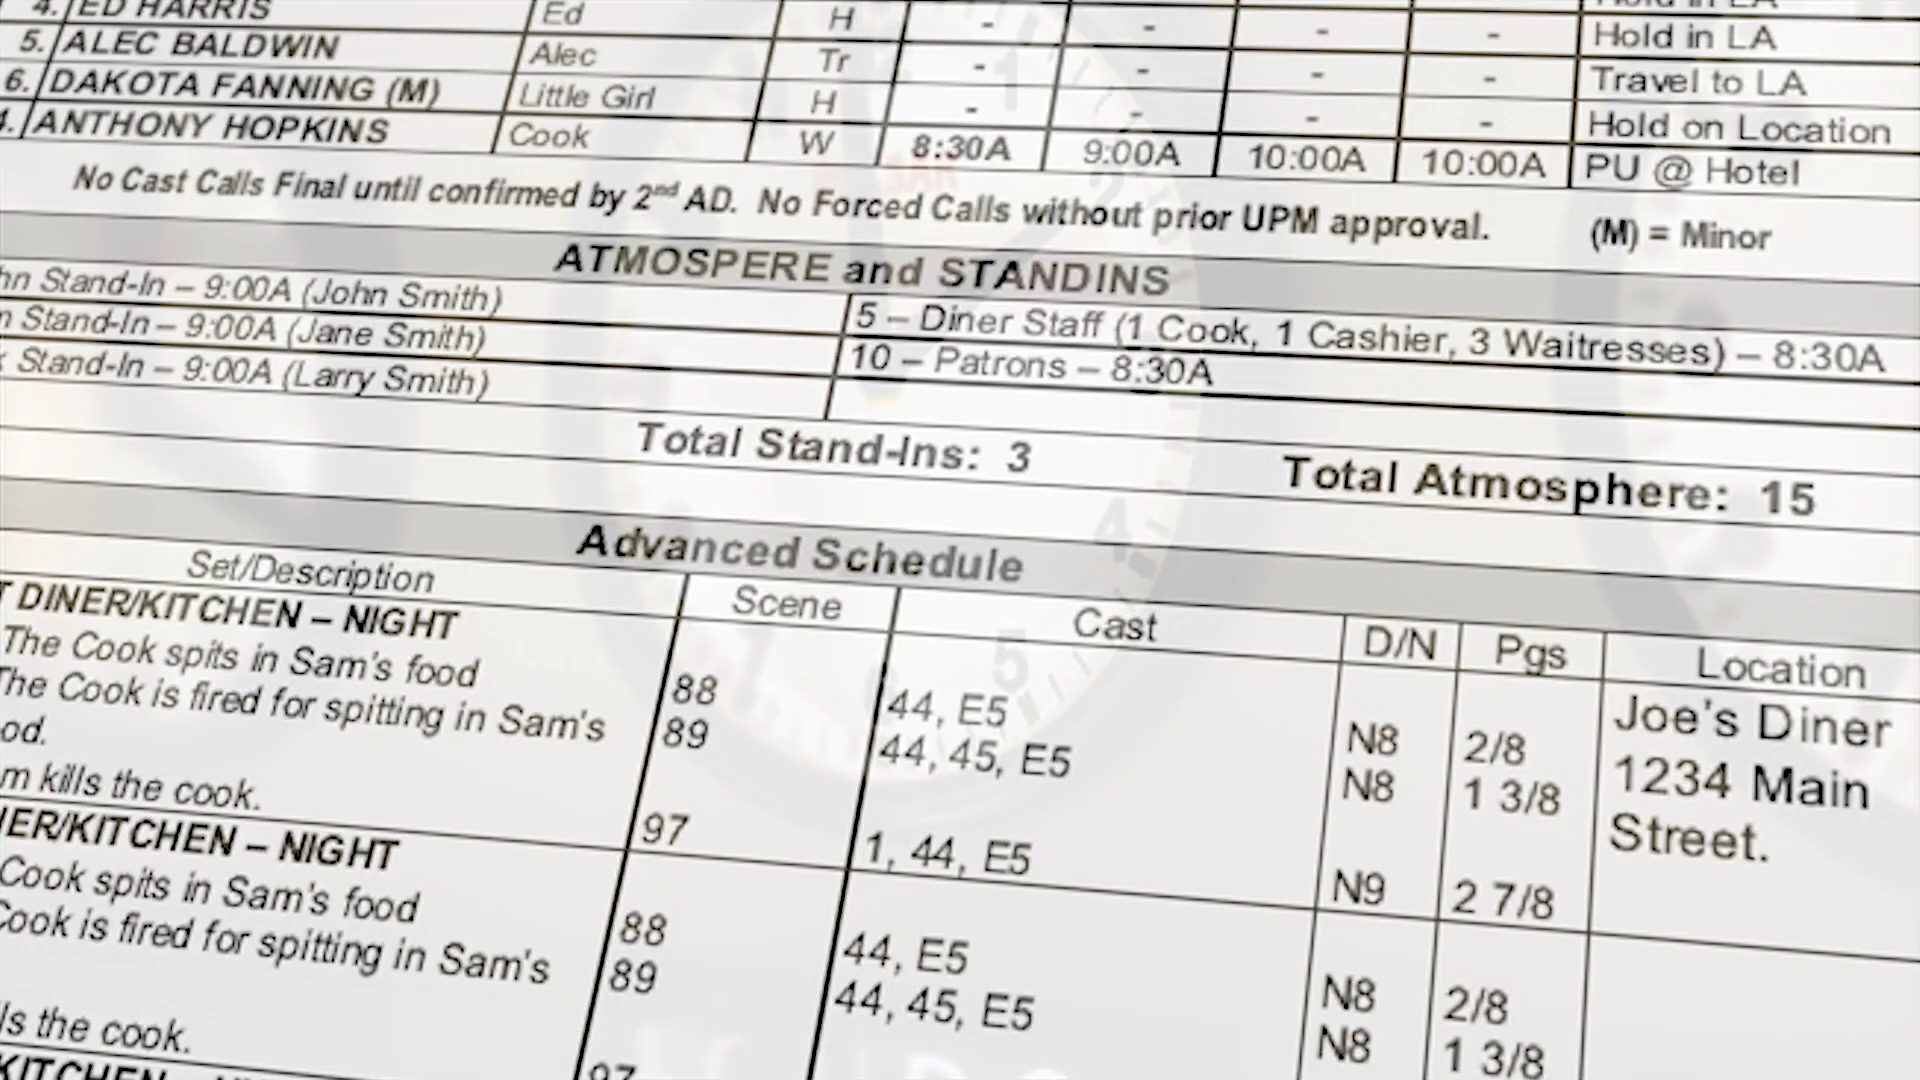 4. ED HARRIS Ed H - - - - Hold in LA
5. ALEC BALDWIN Alec Tr - - - - Travel to LA
6. DAKOTA FANNING (M) Little Girl H - - - - Hold on Location
4. ANTHONY HOPKINS Cook W 8:30A 9:00A 10:00A 10:00A PU @ Hotel
No Cast Calls Final until confirmed by 2nd AD. No Forced Calls without prior UPM approval. (M) = Minor
ATMOSPERE and STANDINS
hn Stand-In – 9:00A (John Smith) 5 – Diner Staff (1 Cook, 1 Cashier, 3 Waitresses) – 8:30A
Stand-In – 9:00A (Jane Smith) 10 – Patrons – 8:30A
Stand-In – 9:00A (Larry Smith)
Total Stand-Ins: 3 Total Atmosphere: 15
Advanced Schedule
Set/Description Scene Cast D/N Pgs Location
T DINER/KITCHEN – NIGHT Joe's Diner
The Cook spits in Sam's food 88 44, E5 N8 2/8 1234 Main
The Cook is fired for spitting in Sam's 89 44, 45, E5 N8 1 3/8 Street.
od.
m kills the cook. 97 1, 44, E5 N9 2 7/8
NER/KITCHEN – NIGHT
Cook spits in Sam's food 88 44, E5 N8 2/8
Cook is fired for spitting in Sam's 89 44, 45, E5 N8 1 3/8
ls the cook. 97
KITCHEN